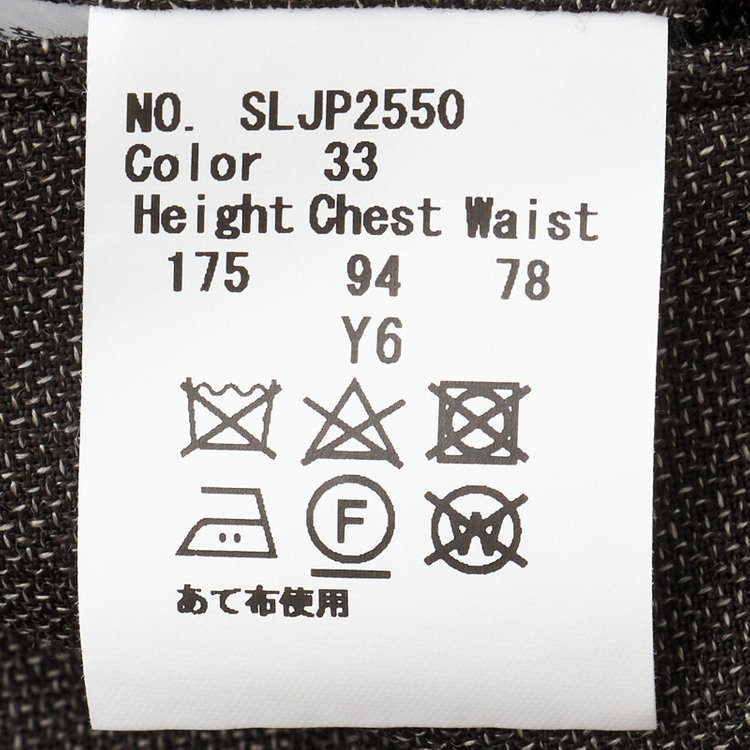 NO. SLJP2550
Color 33
Height Chest Waist
175 94 78
Y6
F W
あて布使用